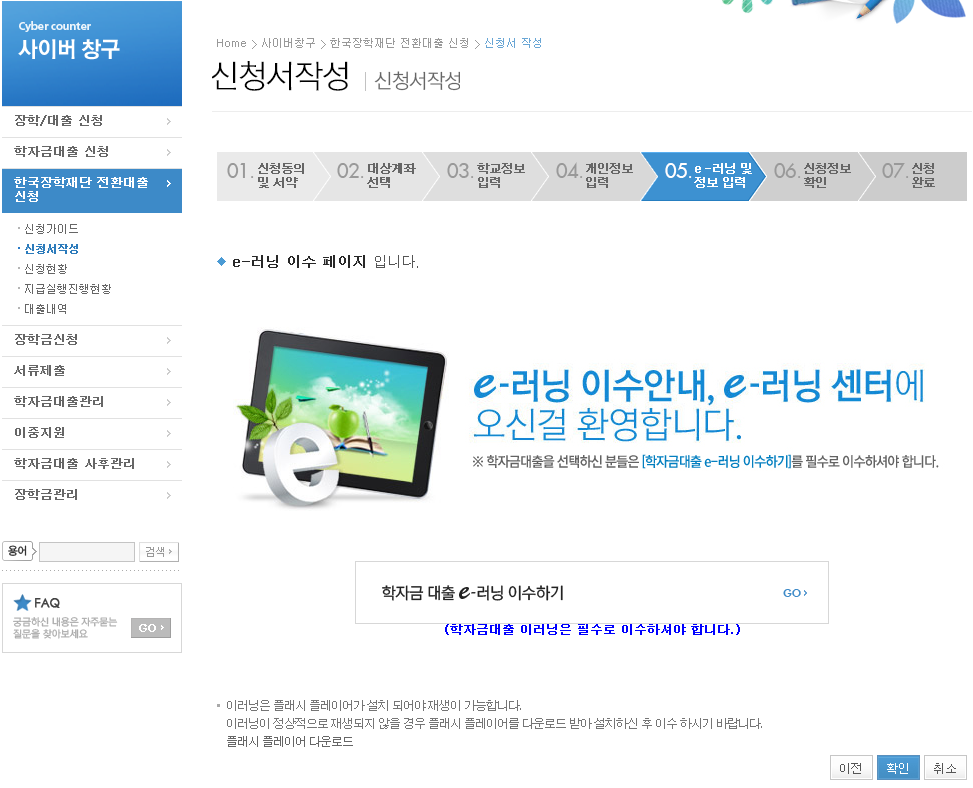 Cyber counter
사이버 창구
장학/대출 신청
학자금대출 신청
한국장학재단 전환대출
신청
· 신청가이드
· 신청서작성
· 신청현황
· 지급실행진행현황
· 대출내역
장학금신청
서류제출
학자금대출관리
이중지원
학자금대출 사후관리
장학금관리
용어
검색 ›
FAQ
궁금하신 내용은 자주묻는
질문을 찾아보세요
GO ›
Home > 사이버창구 > 한국장학재단 전환대출 신청 > 신청서 작성
신청서작성 | 신청서작성
01. 신청동의
및 서약
02. 대상계좌
선택
03. 학교정보
입력
04. 개인정보
입력
05. e-러닝 및
정보 입력
06. 신청정보
확인
07. 신청
완료
◆ e-러닝 이수 페이지 입니다.
e
e-러닝 이수안내, e-러닝 센터에
오신걸 환영합니다.
※ 학자금대출을 선택하신 분들은 [학자금대출 e-러닝 이수하기]를 필수로 이수하셔야 합니다.
학자금 대출 e-러닝 이수하기 GO ›
(학자금대출 이러닝은 필수로 이수하셔야 합니다.)
▪ 이러닝은 플래시 플레이어가 설치 되어야 재생이 가능합니다.
이러닝이 정상적으로 재생되지 않을 경우 플래시 플레이어를 다운로드 받아 설치하신 후 이수 하시기 바랍니다.
플래시 플레이어 다운로드
이전 확인 취소